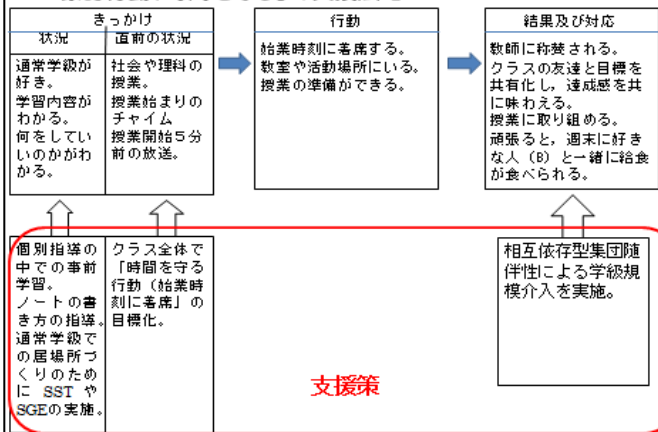 きっかけ
状況
直前の状況
通常学級が
好き。
学習内容が
わかる。
何をしてい
いのかがわ
かる。
社会や理科の
授業。
授業始まりの
チャイム
授業開始5分
前の放送。
行動
始業時刻に着席する。
教室や活動場所にいる。
授業の準備ができる。
結果及び対応
教師に称賛される。
クラスの友達と目標を
共有化し，達成感を共
に味わえる。
授業に取り組める。
頑張ると，週末に好き
な人（B）と一緒に給食
が食べられる。
個別指導の
中での事前
学習。
ノートの書
き方の指導。
通常学級で
の居場所づ
くりのため
に SST や
SGEの実施。
クラス全体で
「時間を守る
行動（始業時
刻に着席）」の
目標化。
相互依存型集団随
伴性による学級規
模介入を実施。
支援策